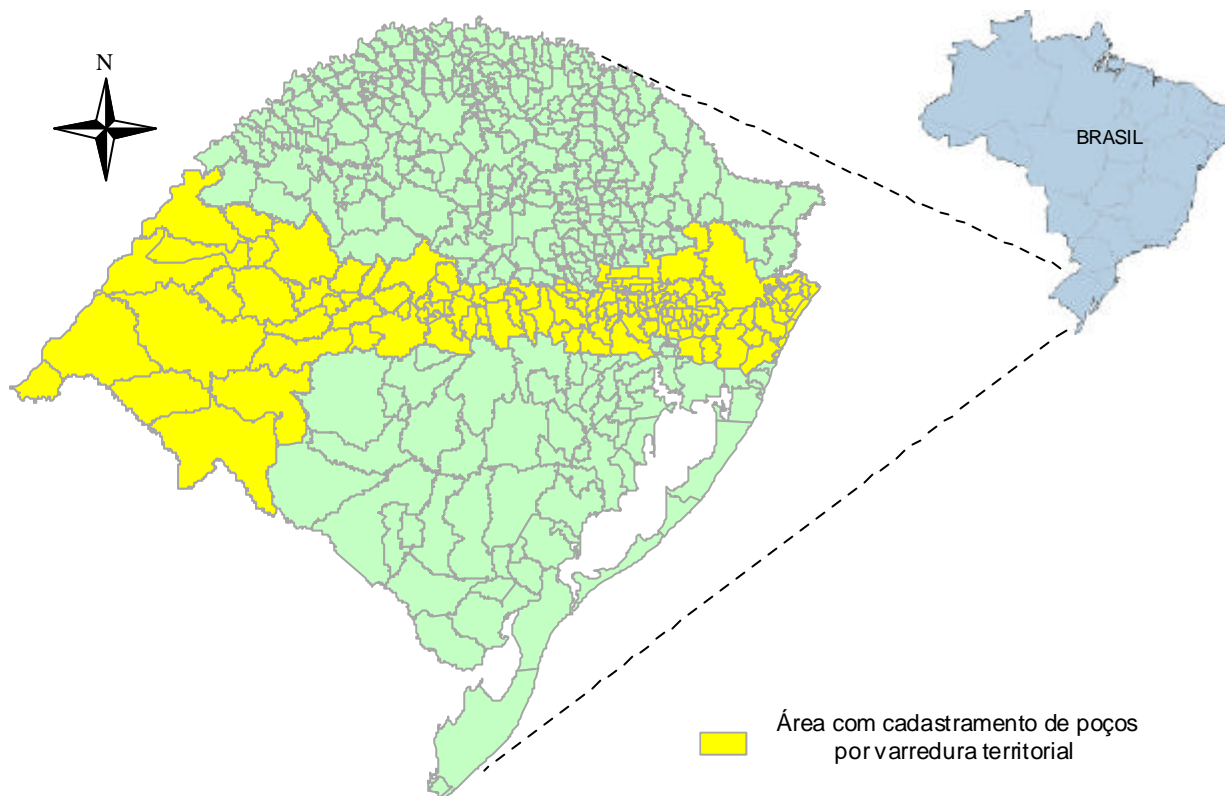 N
BRASIL
Área com cadastramento de poços
por varredura territorial